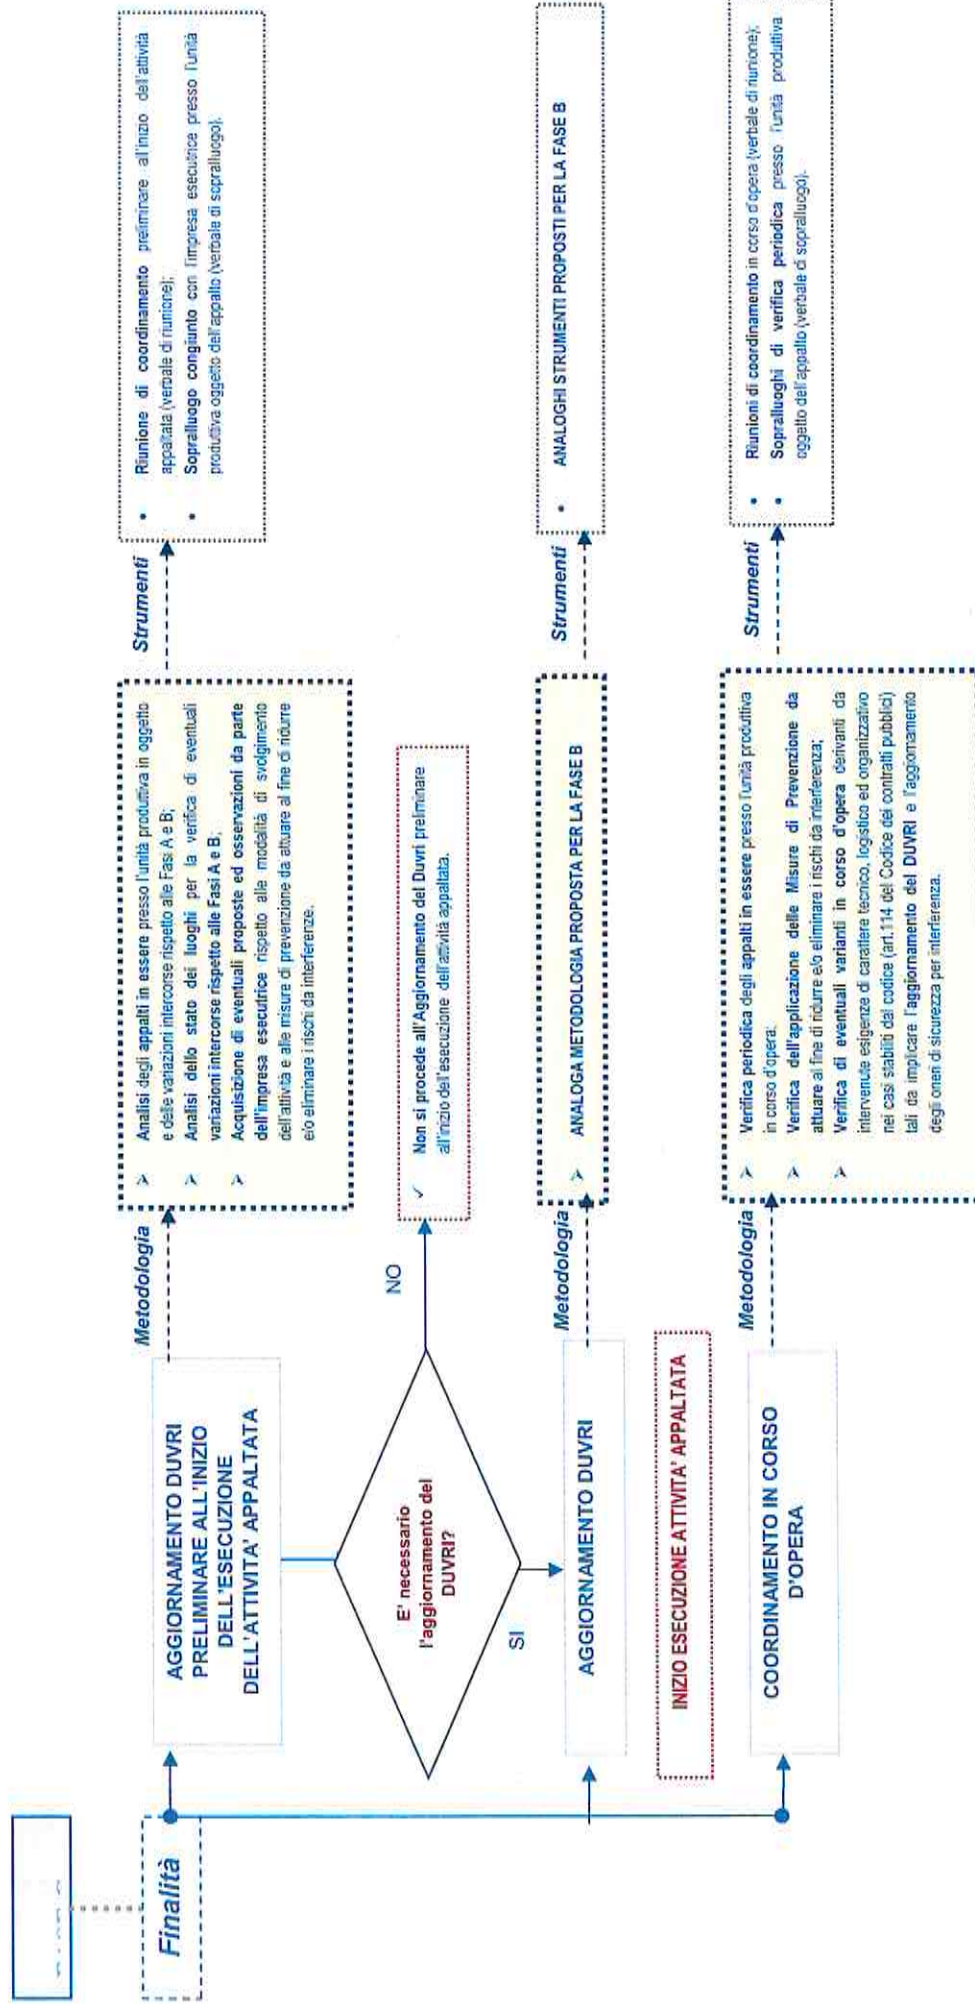 Finalità
AGGIORNAMENTO DUVRI
PRELIMINARE ALL'INIZIO
DELL'ESECUZIONE
DELL'ATTIVITA' APPALTATA
Metodologia
➢ Analisi degli appalti in essere presso l'unità produttiva in oggetto
e delle variazioni intercorse rispetto alle Fasi A e B;
➢ Analisi dello stato dei luoghi per la verifica di eventuali
variazioni intercorse rispetto alle Fasi A e B;
➢ Acquisizione di eventuali proposte ed osservazioni da parte
dell'impresa esecutrice rispetto alle modalità di svolgimento
dell'attività e alle misure di prevenzione da attuare al fine di ridurre
e/o eliminare i rischi da interferenze.
Strumenti
• Riunione di coordinamento preliminare all'inizio dell'attività
appaltata (verbale di riunione);
• Sopralluogo congiunto con l'impresa esecutrice presso l'unità
produttiva oggetto dell'appalto (verbale di sopralluogo).
E' necessario
l'aggiornamento del
DUVRI?
NO
✓ Non si procede all'Aggiornamento del Duvri preliminare
all'inizio dell'esecuzione dell'attività appaltata.
SI
AGGIORNAMENTO DUVRI
Metodologia
➢ ANALOGA METODOLOGIA PROPOSTA PER LA FASE B
Strumenti
• ANALOGHI STRUMENTI PROPOSTI PER LA FASE B
INIZIO ESECUZIONE ATTIVITA' APPALTATA
COORDINAMENTO IN CORSO
D'OPERA
Metodologia
➢ Verifica periodica degli appalti in essere presso l'unità produttiva
in corso d'opera;
➢ Verifica dell'applicazione delle Misure di Prevenzione da
attuare al fine di ridurre e/o eliminare i rischi da interferenza;
➢ Verifica di eventuali varianti in corso d'opera derivanti da
intervenute esigenze di carattere tecnico, logistico ed organizzativo
nei casi stabiliti dal codice (art.114 del Codice dei contratti pubblici)
tali da implicare l'aggiornamento del DUVRI e l'aggiornamento
degli oneri di sicurezza per interferenza.
Strumenti
• Riunioni di coordinamento in corso d'opera (verbale di riunione);
• Sopralluoghi di verifica periodica presso l'unità produttiva
oggetto dell'appalto (verbale di sopralluogo).